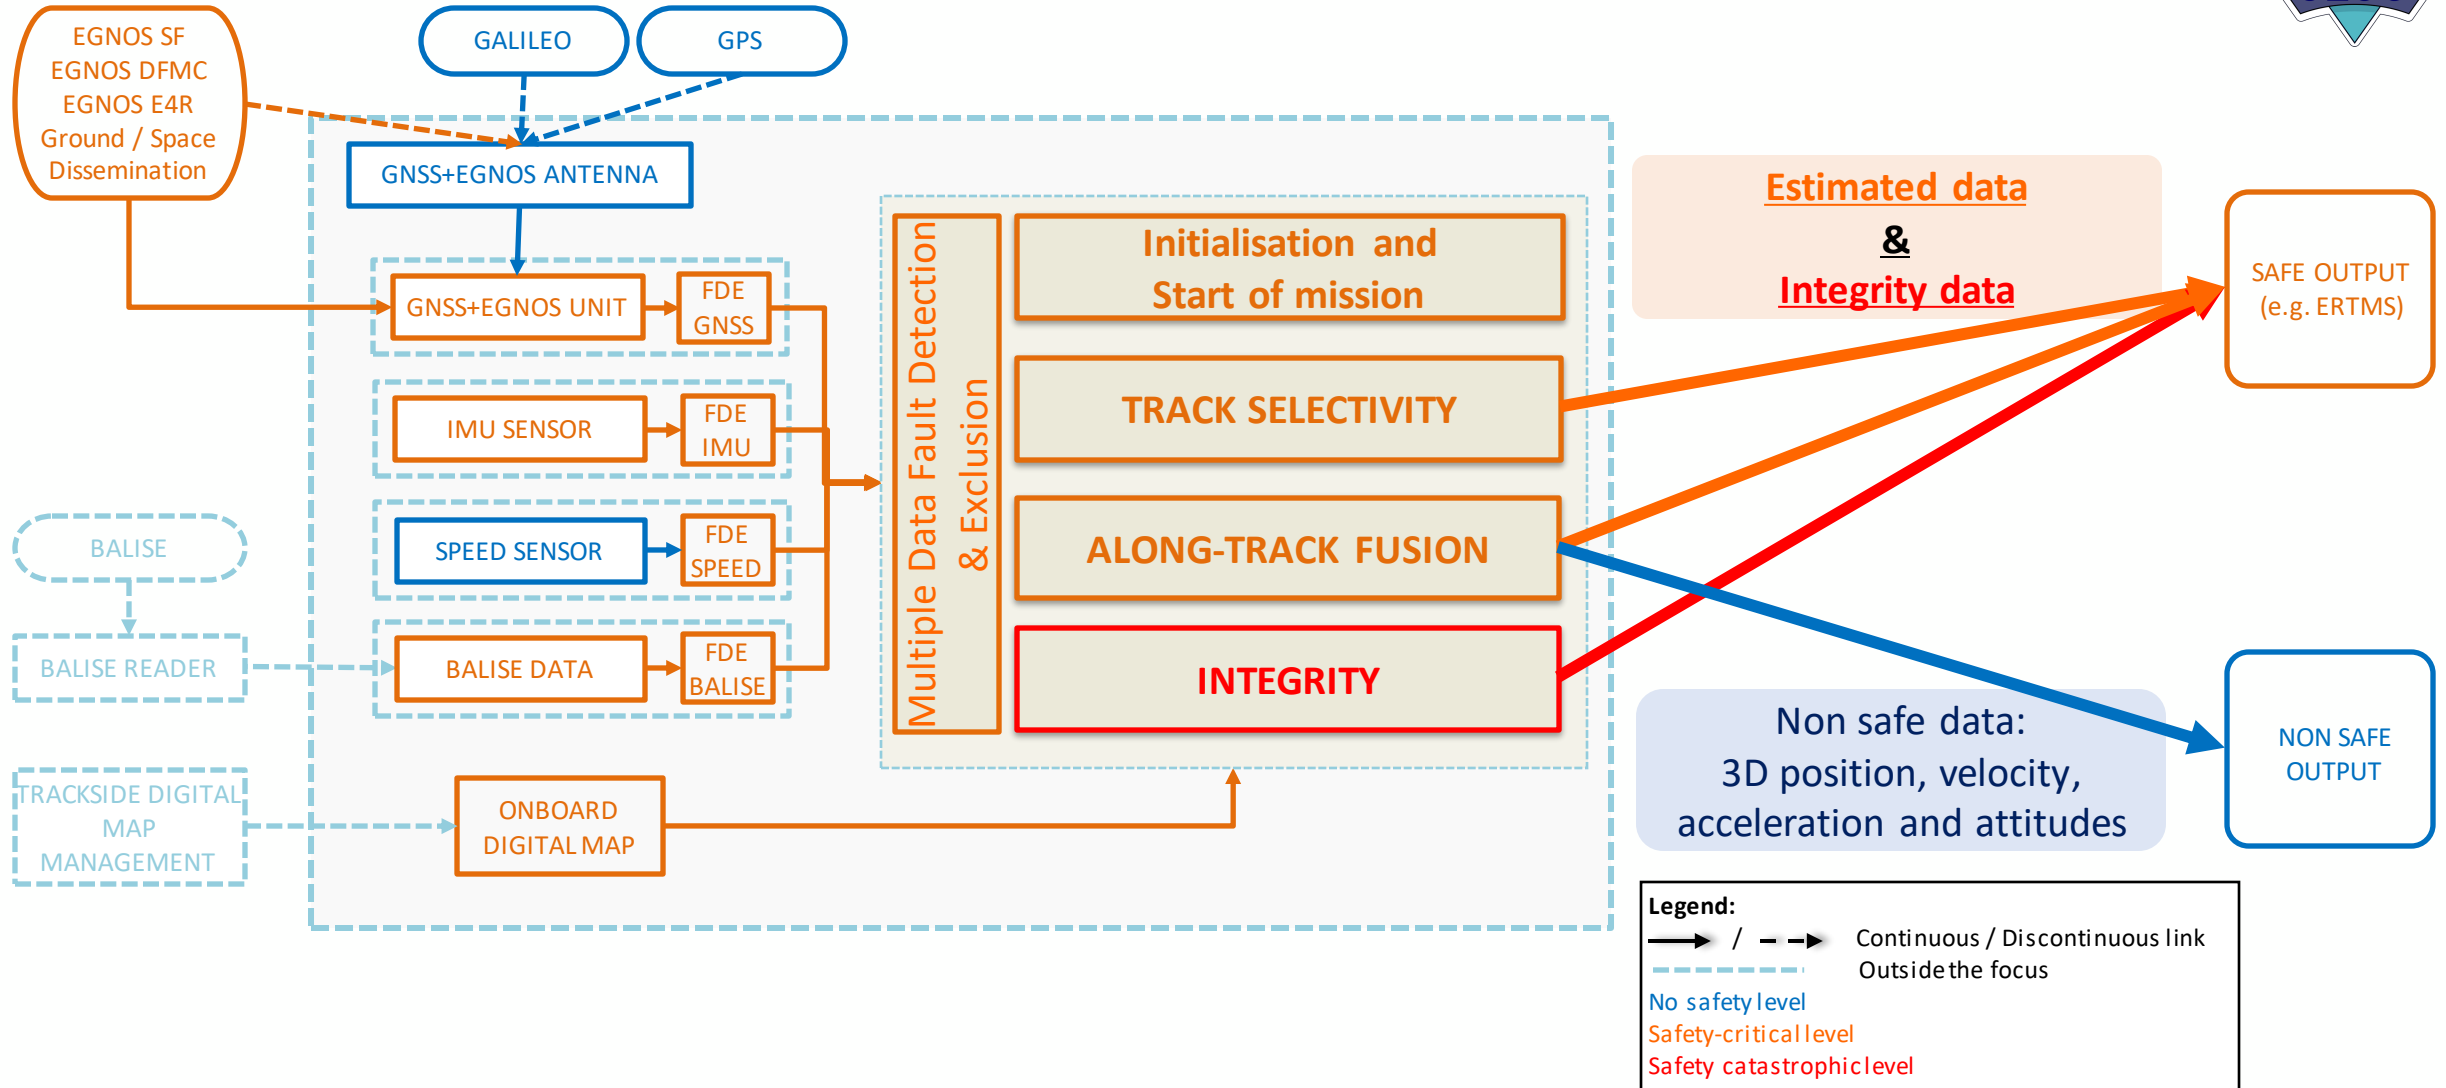 EGNOS SF
EGNOS DFMC
EGNOS E4R
Ground / Space
Dissemination
GALILEO
GPS
GNSS+EGNOS ANTENNA
GNSS+EGNOS UNIT
FDE
GNSS
IMU SENSOR
FDE
IMU
SPEED SENSOR
FDE
SPEED
BALISE DATA
FDE
BALISE
BALISE
BALISE READER
TRACKSIDE DIGITAL
MAP
MANAGEMENT
ONBOARD
DIGITAL MAP
Multiple Data Fault Detection
& Exclusion
Initialisation and
Start of mission
TRACK SELECTIVITY
ALONG-TRACK FUSION
INTEGRITY
Estimated data
&
Integrity data
SAFE OUTPUT
(e.g. ERTMS)
Non safe data:
3D position, velocity,
acceleration and attitudes
NON SAFE
OUTPUT
Legend:
/ Continuous / Discontinuous link
Outside the focus
No safety level
Safety-critical level
Safety catastrophic level